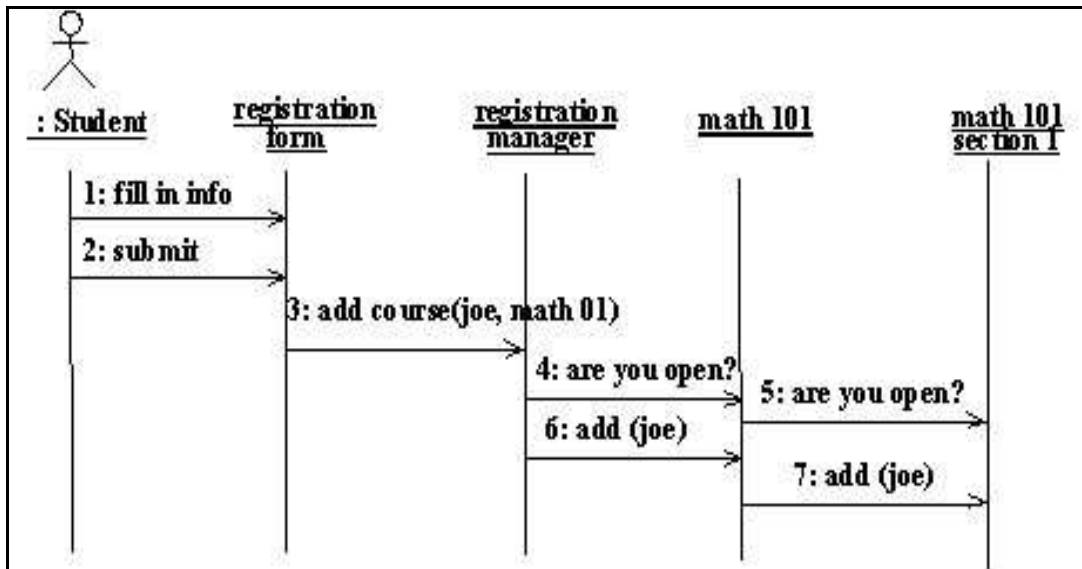 : Student
registration
form
registration
manager
math 101
math 101
section 1
1: fill in info
2: submit
3: add course(joe, math 01)
4: are you open?
5: are you open?
6: add (joe)
7: add (joe)